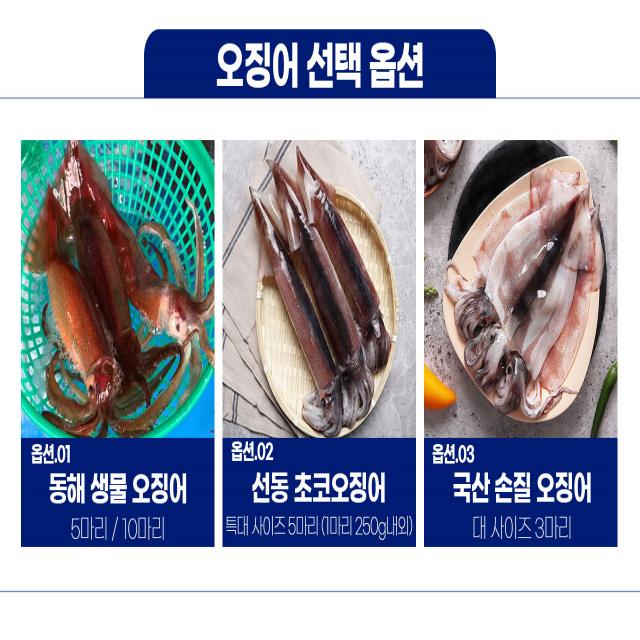 오징어 선택 옵션
옵션.01
동해 생물 오징어
5마리 / 10마리
옵션.02
선동 초코오징어
특대 사이즈 5마리 (1마리 250g내외)
옵션.03
국산 손질 오징어
대 사이즈 3마리